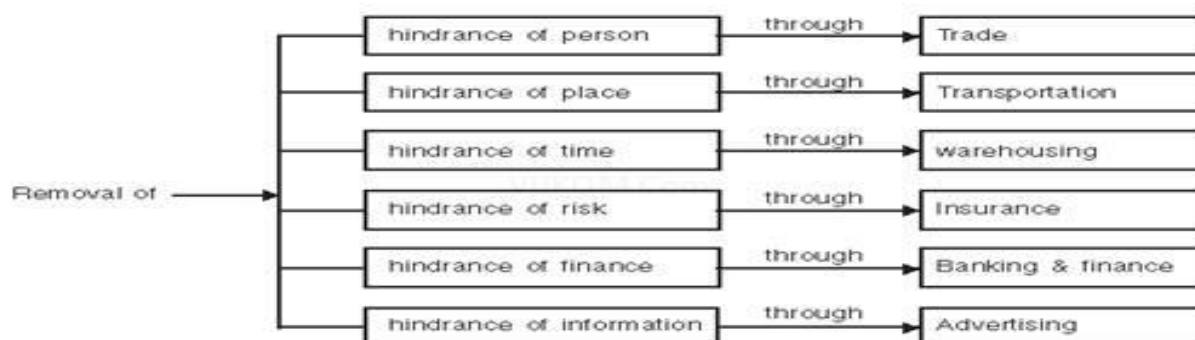 hindrance of person through Trade
hindrance of place through Transportation
hindrance of time through warehousing
Removal of
hindrance of risk through Insurance
hindrance of finance through Banking & finance
hindrance of information through Advertising